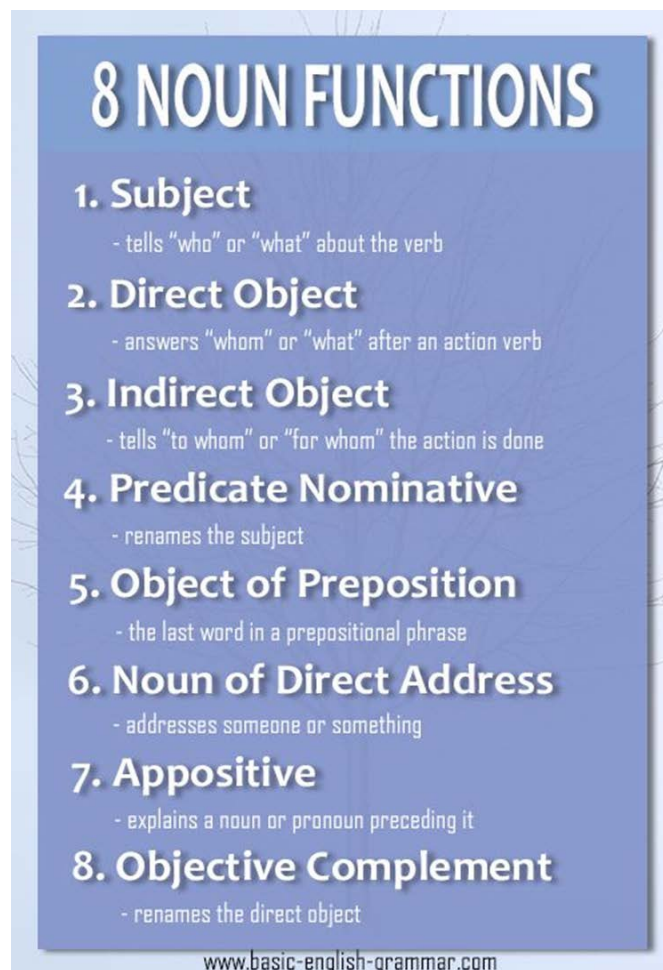 8 NOUN FUNCTIONS
1. Subject
- tells “who” or “what” about the verb
2. Direct Object
- answers “whom” or “what” after an action verb
3. Indirect Object
- tells “to whom” or “for whom” the action is done
4. Predicate Nominative
- renames the subject
5. Object of Preposition
- the last word in a prepositional phrase
6. Noun of Direct Address
- addresses someone or something
7. Appositive
- explains a noun or pronoun preceding it
8. Objective Complement
- renames the direct object
www.basic-english-grammar.com